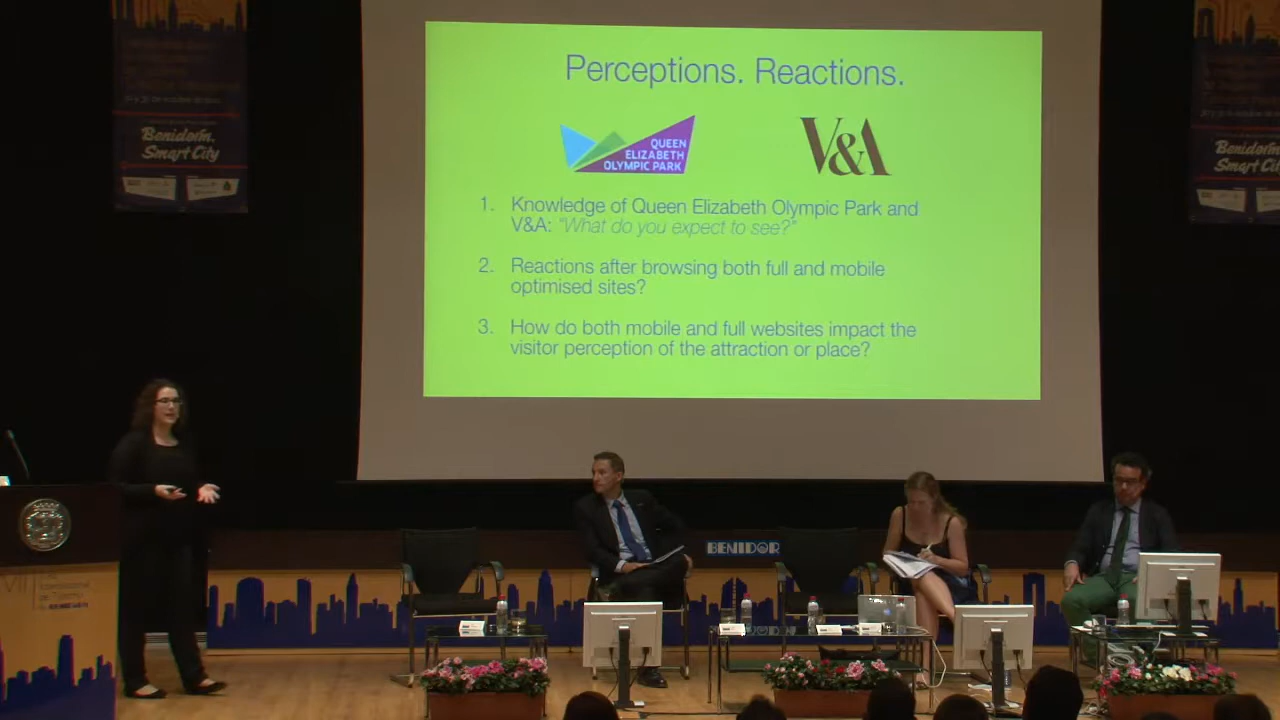 Perceptions. Reactions.
QUEEN
ELIZABETH
OLYMPIC PARK
V&A
1. Knowledge of Queen Elizabeth Olympic Park and
V&A: "What do you expect to see?"
2. Reactions after browsing both full and mobile
optimised sites?
3. How do both mobile and full websites impact the
visitor perception of the attraction or place?
Benidorm,
Smart City
Benidorm
Smart City
BENIDOR